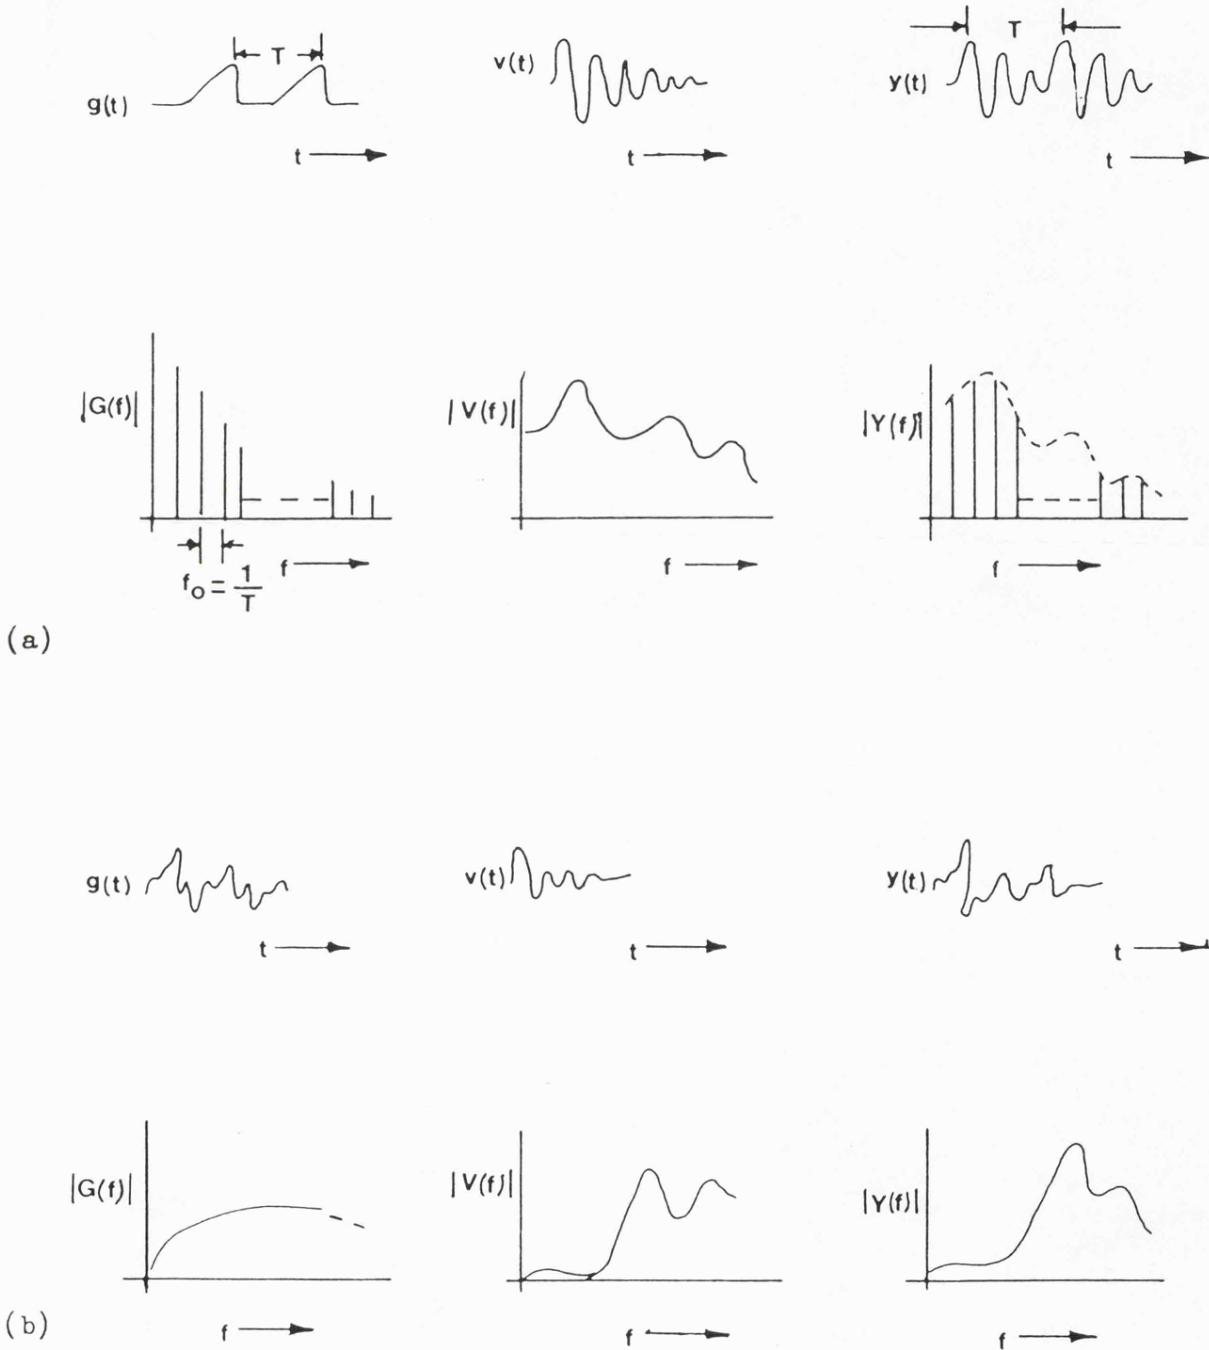 T
g(t)
t
v(t)
t
T
y(t)
t
|G(f)|
f
f₀ = 1/T
|V(f)|
f
|Y(f)|
f
(a)
g(t)
t
v(t)
t
y(t)
t
|G(f)|
f
|V(f)|
f
|Y(f)|
f
(b)